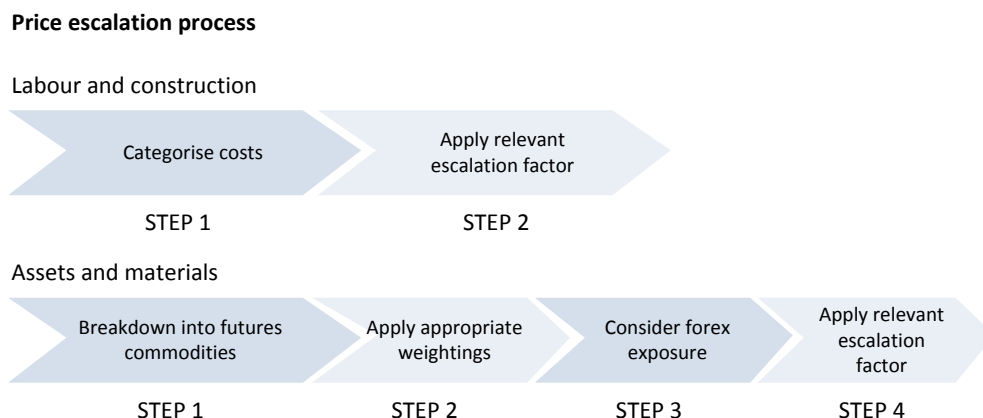 Price escalation process
Labour and construction
Categorise costs
Apply relevant
escalation factor
STEP 1
STEP 2
Assets and materials
Breakdown into futures
commodities
Apply appropriate
weightings
Consider forex
exposure
Apply relevant
escalation
factor
STEP 1
STEP 2
STEP 3
STEP 4